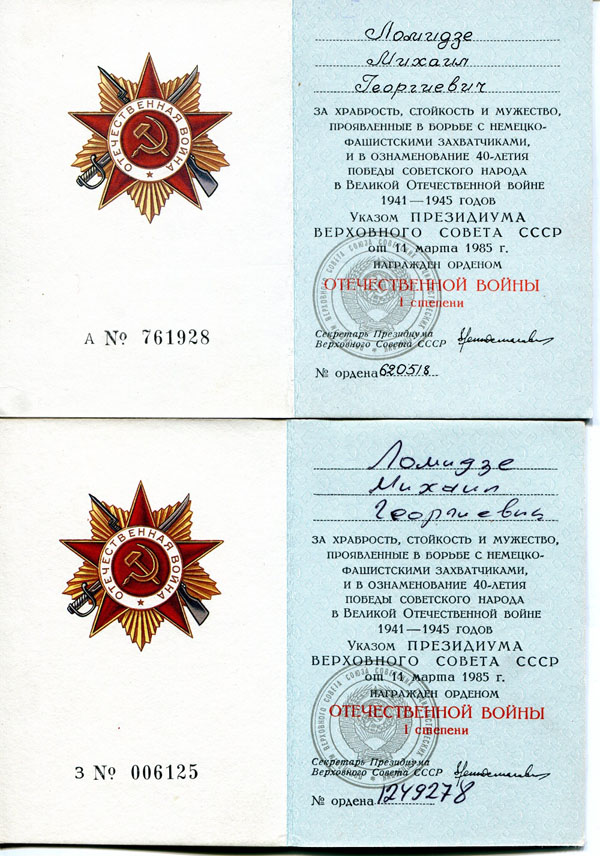 ОТЕЧЕСТВЕННАЯ ВОЙНА
А № 761928
Ломидзе
Михаил
Георгиевич
ЗА ХРАБРОСТЬ, СТОЙКОСТЬ И МУЖЕСТВО,
ПРОЯВЛЕННЫЕ В БОРЬБЕ С НЕМЕЦКО-
ФАШИСТСКИМИ ЗАХВАТЧИКАМИ,
И В ОЗНАМЕНОВАНИЕ 40-ЛЕТИЯ
ПОБЕДЫ СОВЕТСКОГО НАРОДА
В ВЕЛИКОЙ ОТЕЧЕСТВЕННОЙ ВОЙНЕ
1941—1945 ГОДОВ
УКАЗОМ ПРЕЗИДИУМА
ВЕРХОВНОГО СОВЕТА СССР
от 11 марта 1985 г.
НАГРАЖДЕН ОРДЕНОМ
ОТЕЧЕСТВЕННОЙ ВОЙНЫ
I степени
Секретарь Президиума
Верховного Совета СССР
№ ордена 620518
ОТЕЧЕСТВЕННАЯ ВОЙНА
З № 006125
Ломидзе
Михаил
Георгиевич
ЗА ХРАБРОСТЬ, СТОЙКОСТЬ И МУЖЕСТВО,
ПРОЯВЛЕННЫЕ В БОРЬБЕ С НЕМЕЦКО-
ФАШИСТСКИМИ ЗАХВАТЧИКАМИ,
И В ОЗНАМЕНОВАНИЕ 40-ЛЕТИЯ
ПОБЕДЫ СОВЕТСКОГО НАРОДА
В ВЕЛИКОЙ ОТЕЧЕСТВЕННОЙ ВОЙНЕ
1941—1945 ГОДОВ
УКАЗОМ ПРЕЗИДИУМА
ВЕРХОВНОГО СОВЕТА СССР
от 11 марта 1985 г.
НАГРАЖДЕН ОРДЕНОМ
ОТЕЧЕСТВЕННОЙ ВОЙНЫ
I степени
Секретарь Президиума
Верховного Совета СССР
№ ордена 1249278